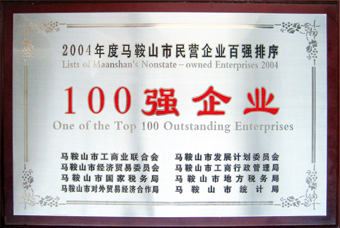 2004年度马鞍山市民营企业百强排序
Lists of Maanshan's Nonstate-owned Enterprises 2004
100强企业
One of the Top 100 Outstanding Enterprises
马鞍山市工商业联合会 马鞍山市发展计划委员会
马鞍山市经济贸易委员会 马鞍山市工商行政管理局
马鞍山市国家税务局 马鞍山市地方税务局
马鞍山市对外贸易经济合作局 马鞍山市统计局